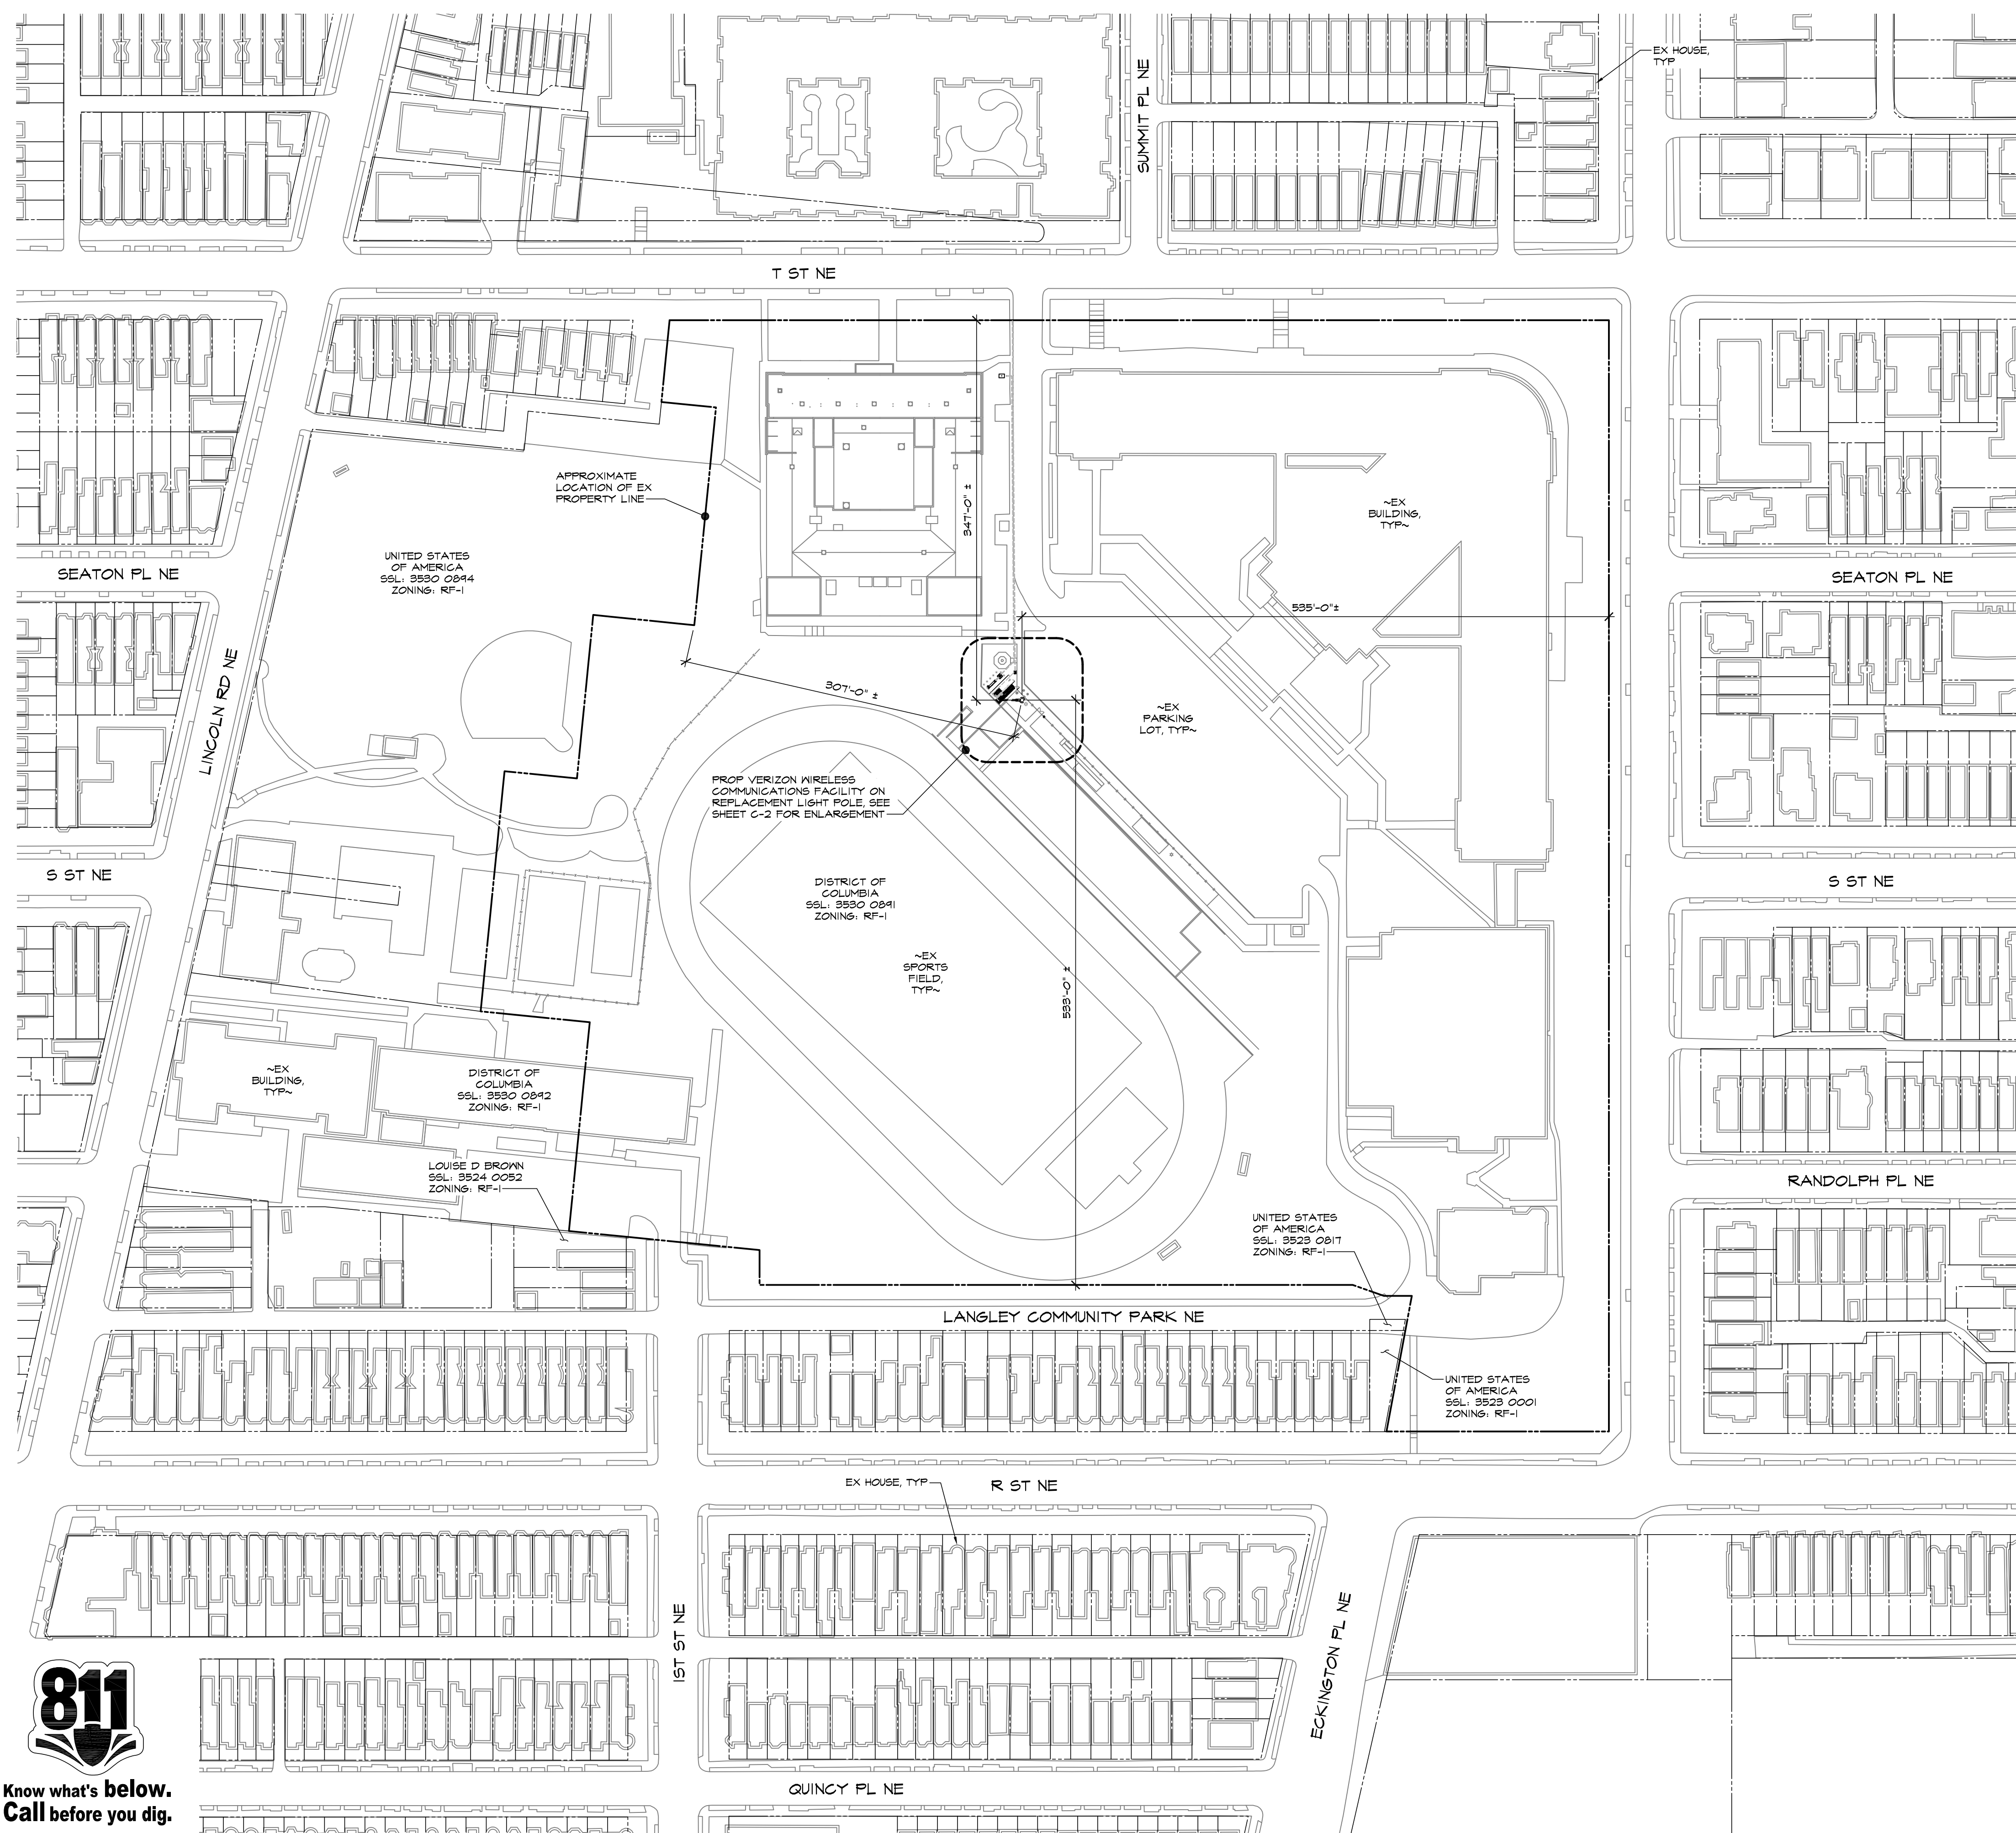 EX HOUSE,
TYP
SUMMIT PL NE
T ST NE
APPROXIMATE
LOCATION OF EX
PROPERTY LINE
347'-0" ±
~EX
BUILDING,
TYP~
UNITED STATES
OF AMERICA
SSL: 3530 0894
ZONING: RF-1
SEATON PL NE
SEATON PL NE
535'-0"±
LINCOLN RD NE
307'-0" ±
~EX
PARKING
LOT, TYP~
PROP VERIZON WIRELESS
COMMUNICATIONS FACILITY ON
REPLACEMENT LIGHT POLE, SEE
SHEET C-2 FOR ENLARGEMENT
S ST NE
DISTRICT OF
COLUMBIA
SSL: 3530 0891
ZONING: RF-1
S ST NE
~EX
SPORTS
FIELD,
TYP~
533'-0" ±
~EX
BUILDING,
TYP~
DISTRICT OF
COLUMBIA
SSL: 3530 0892
ZONING: RF-1
LOUISE D BROWN
SSL: 3524 0052
ZONING: RF-1
RANDOLPH PL NE
UNITED STATES
OF AMERICA
SSL: 3523 0817
ZONING: RF-1
LANGLEY COMMUNITY PARK NE
UNITED STATES
OF AMERICA
SSL: 3523 0001
ZONING: RF-1
EX HOUSE, TYP
R ST NE
1ST ST NE
ECKINGTON PL NE
811
Know what's below.
Call before you dig.
QUINCY PL NE